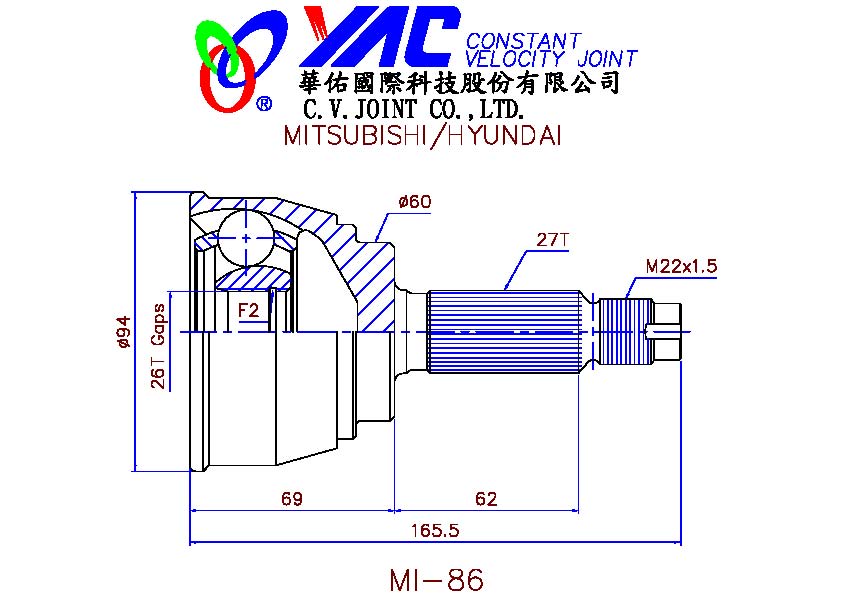 YAC CONSTANT
VELOCITY JOINT
®
華佑國際科技股份有限公司
C.V.JOINT CO.,LTD.
MITSUBISHI/HYUNDAI
ø60
27T
M22x1.5
F2
ø94
26T Gaps
69
62
165.5
MI-86